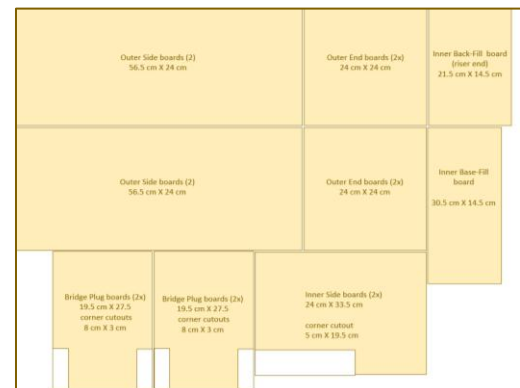 Outer Side boards (2)
56.5 cm X 24 cm
Outer End boards (2x)
24 cm X 24 cm
Inner Back-Fill board
(riser end)
21.5 cm X 14.5 cm
Outer Side boards (2)
56.5 cm X 24 cm
Outer End boards (2x)
24 cm X 24 cm
Inner Base-Fill
board
30.5 cm X 14.5 cm
Bridge Plug boards (2x)
19.5 cm X 27.5
corner cutouts
8 cm X 3 cm
Bridge Plug boards (2x)
19.5 cm X 27.5
corner cutouts
8 cm X 3 cm
Inner Side boards (2x)
24 cm X 33.5 cm
corner cutout
5 cm X 19.5 cm